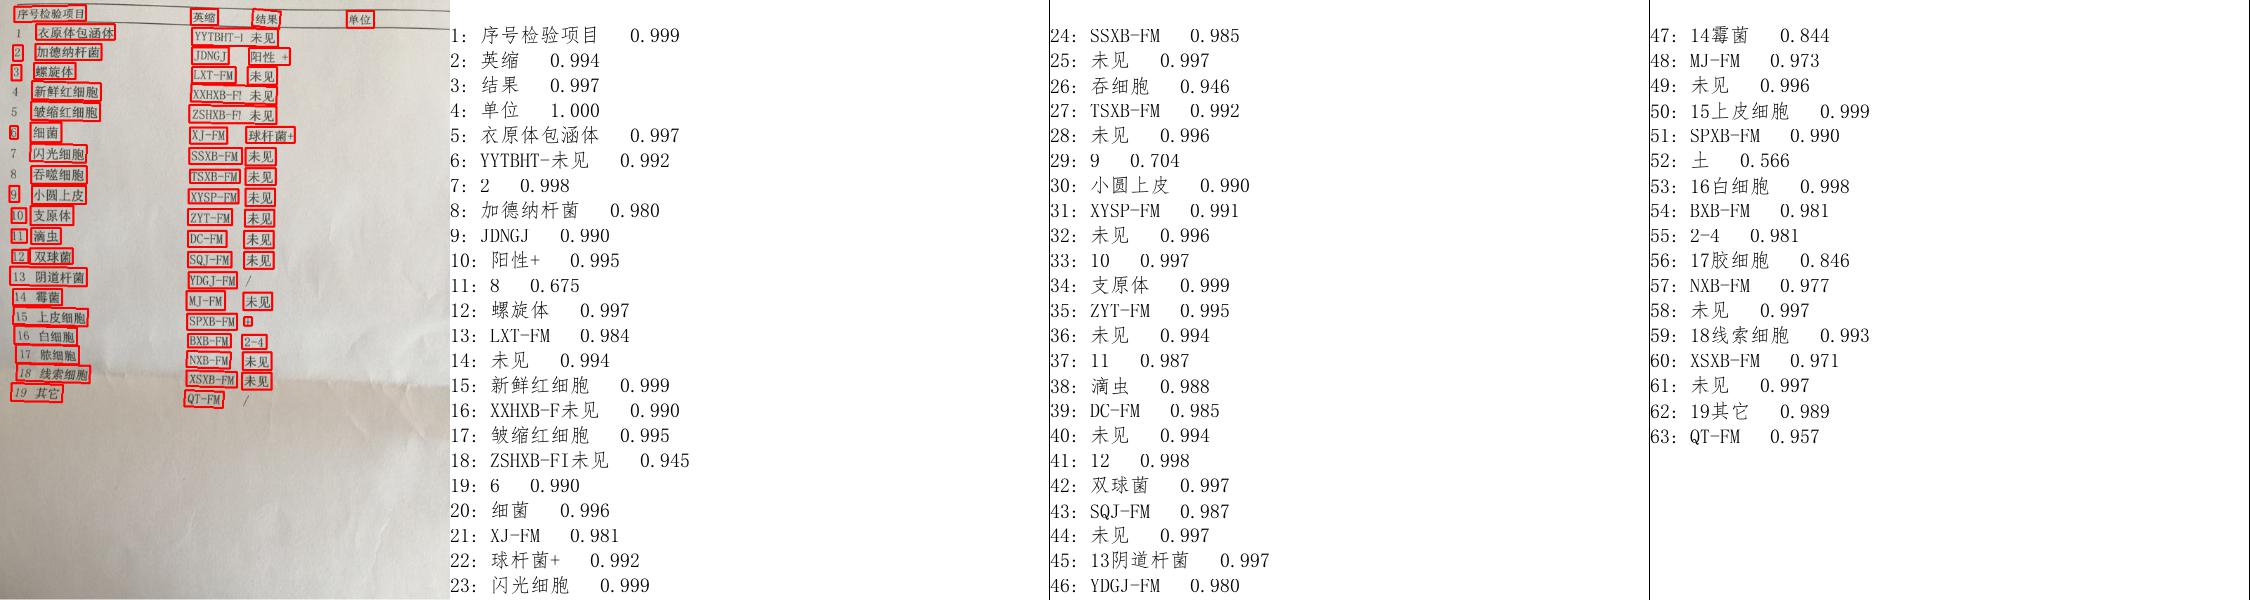 序号检验项目 英缩 结果 单位
1 衣原体包涵体 YYTBHT- 未见
2 加德纳杆菌 JDNGJ 阳性 +
3 螺旋体 LXT-FM 未见
4 新鲜红细胞 XXHXB-F 未见
5 皱缩红细胞 ZSHXB-F 未见
6 细菌 XJ-FM 球杆菌+
7 闪光细胞 SSXB-FM 未见
8 吞噬细胞 TSXB-FM 未见
9 小圆上皮 XYSP-FM 未见
10 支原体 ZYT-FM 未见
11 滴虫 DC-FM 未见
12 双球菌 SQJ-FM 未见
13 阴道杆菌 YDGJ-FM /
14 霉菌 MJ-FM 未见
15 上皮细胞 SPXB-FM
16 白细胞 BXB-FM 2-4
17 脓细胞 NXB-FM 未见
18 线索细胞 XSXB-FM 未见
19 其它 QT-FM /
1: 序号检验项目 0.999
2: 英缩 0.994
3: 结果 0.997
4: 单位 1.000
5: 衣原体包涵体 0.997
6: YYTBHT-未见 0.992
7: 2 0.998
8: 加德纳杆菌 0.980
9: JDNGJ 0.990
10: 阳性+ 0.995
11: 8 0.675
12: 螺旋体 0.997
13: LXT-FM 0.984
14: 未见 0.994
15: 新鲜红细胞 0.999
16: XXHXB-F未见 0.990
17: 皱缩红细胞 0.995
18: ZSHXB-FI未见 0.945
19: 6 0.990
20: 细菌 0.996
21: XJ-FM 0.981
22: 球杆菌+ 0.992
23: 闪光细胞 0.999
24: SSXB-FM 0.985
25: 未见 0.997
26: 吞细胞 0.946
27: TSXB-FM 0.992
28: 未见 0.996
29: 9 0.704
30: 小圆上皮 0.990
31: XYSP-FM 0.991
32: 未见 0.996
33: 10 0.997
34: 支原体 0.999
35: ZYT-FM 0.995
36: 未见 0.994
37: 11 0.987
38: 滴虫 0.988
39: DC-FM 0.985
40: 未见 0.994
41: 12 0.998
42: 双球菌 0.997
43: SQJ-FM 0.987
44: 未见 0.997
45: 13阴道杆菌 0.997
46: YDGJ-FM 0.980
47: 14霉菌 0.844
48: MJ-FM 0.973
49: 未见 0.996
50: 15上皮细胞 0.999
51: SPXB-FM 0.990
52: 土 0.566
53: 16白细胞 0.998
54: BXB-FM 0.981
55: 2-4 0.981
56: 17胶细胞 0.846
57: NXB-FM 0.977
58: 未见 0.997
59: 18线索细胞 0.993
60: XSXB-FM 0.971
61: 未见 0.997
62: 19其它 0.989
63: QT-FM 0.957